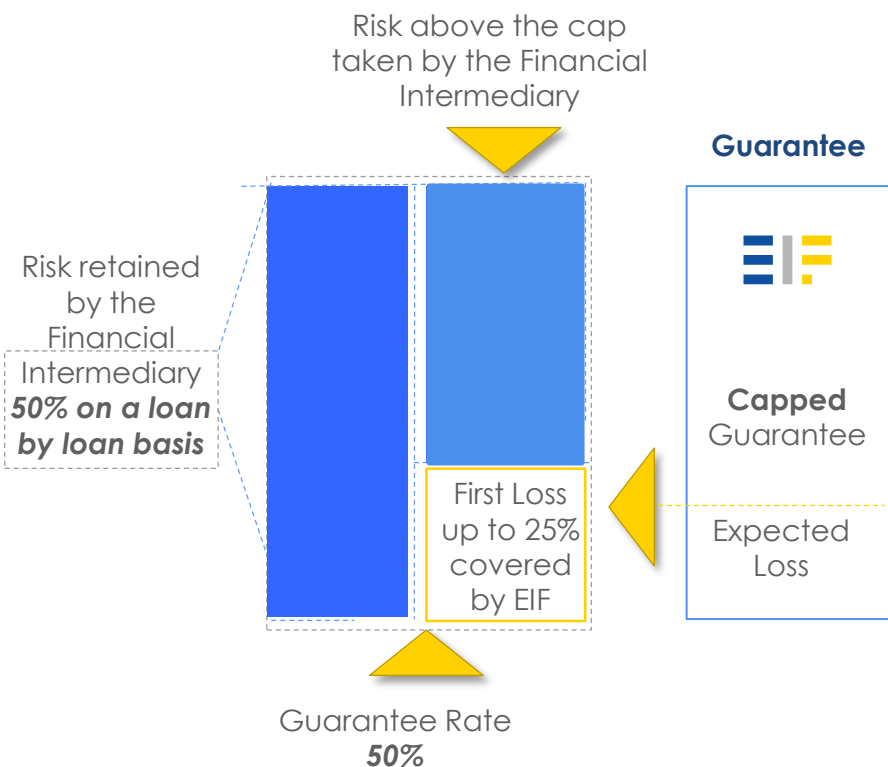 Risk above the cap
taken by the Financial
Intermediary
Guarantee
EIF
Risk retained
by the
Financial
Intermediary
50% on a loan
by loan basis
Capped
Guarantee
First Loss
up to 25%
covered
by EIF
Expected
Loss
Guarantee Rate
50%